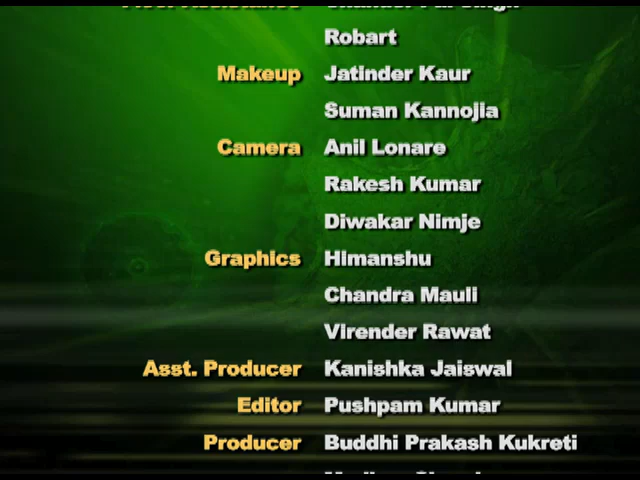 Robart
Makeup Jatinder Kaur
Suman Kannojia
Camera Anil Lonare
Rakesh Kumar
Diwakar Nimje
Graphics Himanshu
Chandra Mauli
Virender Rawat
Asst. Producer Kanishka Jaiswal
Editor Pushpam Kumar
Producer Buddhi Prakash Kukreti